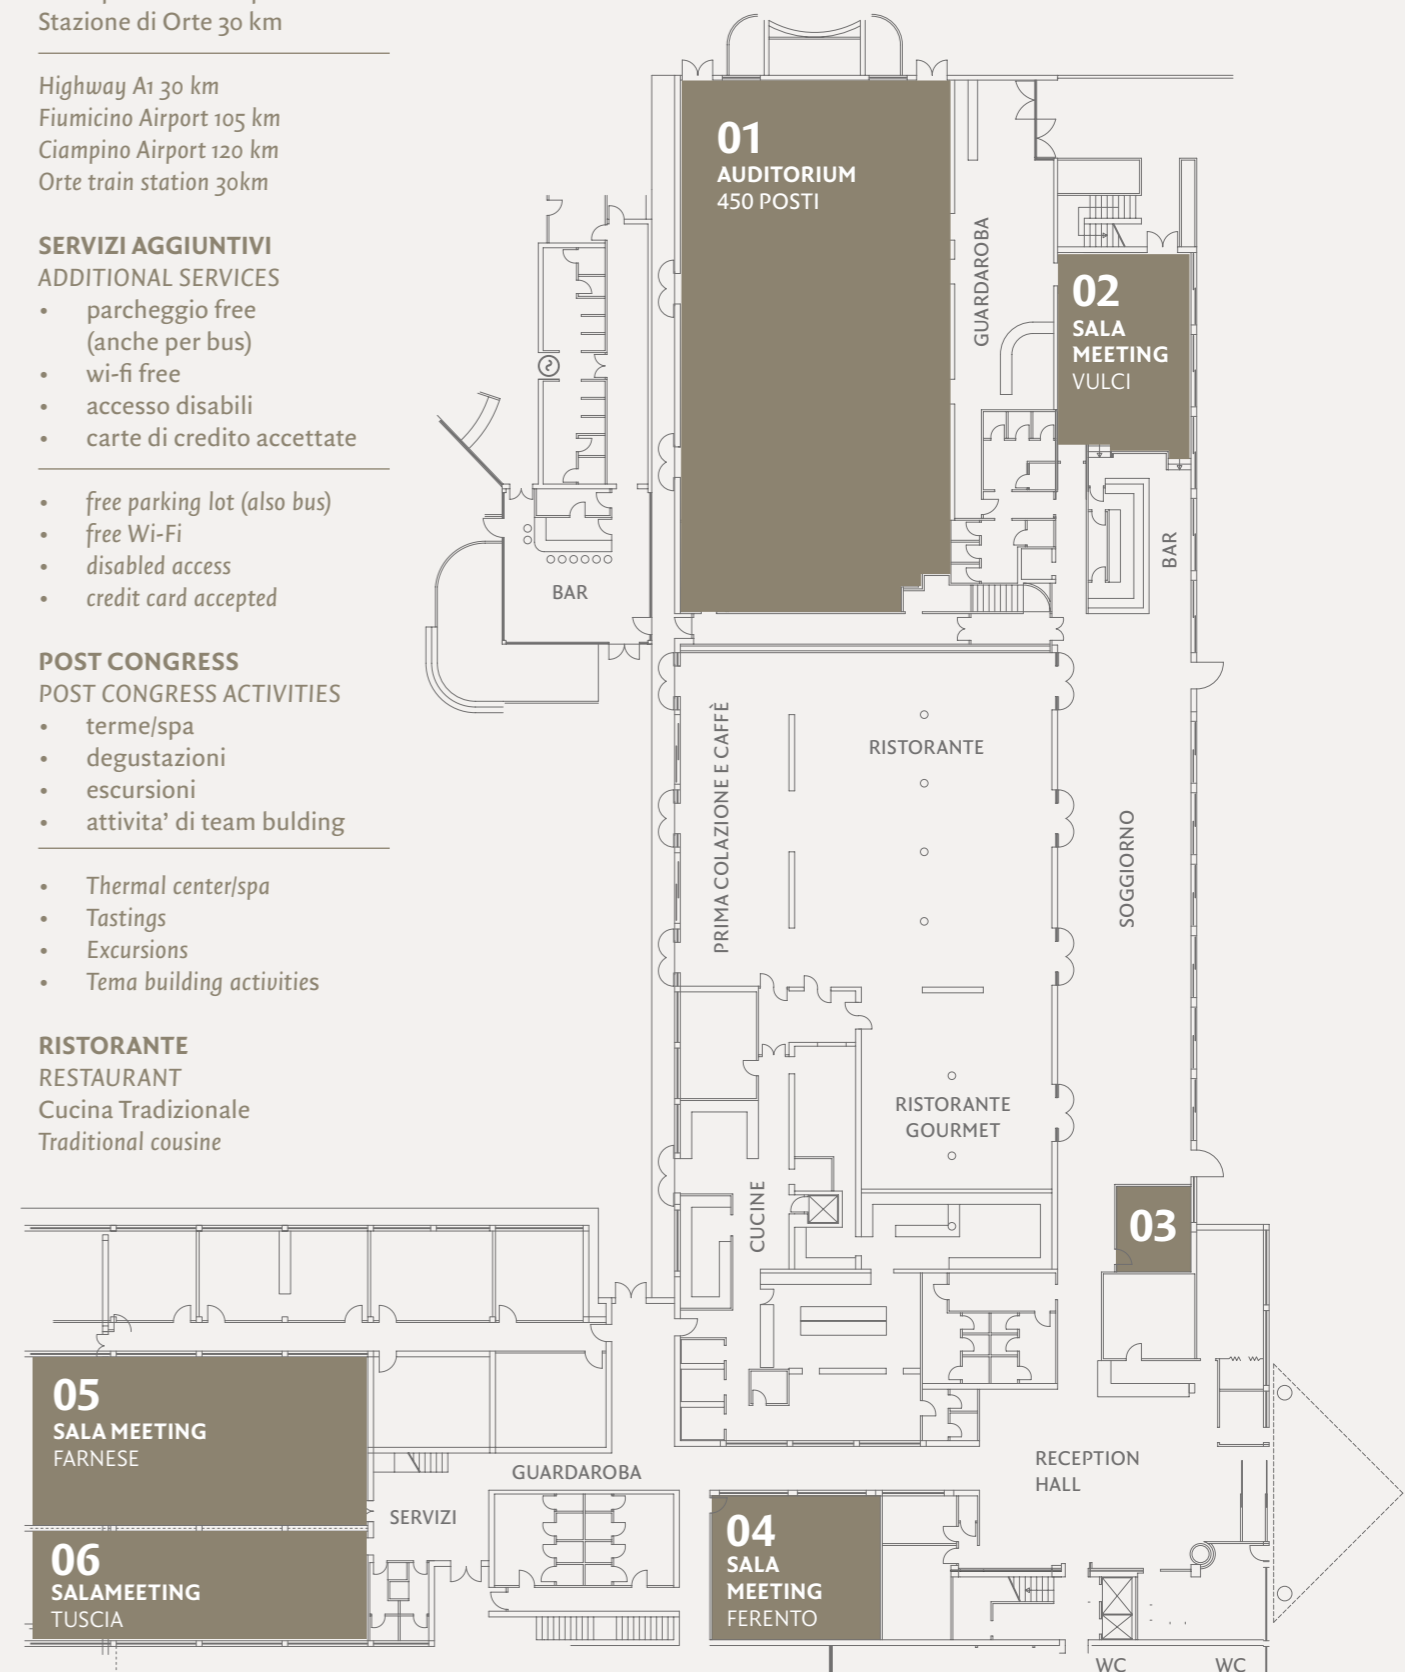 Stazione di Orte 30 km
Highway A1 30 km
Fiumicino Airport 105 km
Ciampino Airport 120 km
Orte train station 30km
SERVIZI AGGIUNTIVI
ADDITIONAL SERVICES
• parcheggio free
(anche per bus)
• wi-fi free
• accesso disabili
• carte di credito accettate
• free parking lot (also bus)
• free Wi-Fi
• disabled access
• credit card accepted
POST CONGRESS
POST CONGRESS ACTIVITIES
• terme/spa
• degustazioni
• escursioni
• attivita' di team bulding
• Thermal center/spa
• Tastings
• Excursions
• Tema building activities
RISTORANTE
RESTAURANT
Cucina Tradizionale
Traditional cousine
01
AUDITORIUM
450 POSTI
GUARDAROBA
02
SALA
MEETING
VULCI
BAR
BAR
PRIMA COLAZIONE E CAFFÈ
RISTORANTE
SOGGIORNO
RISTORANTE
GOURMET
CUCINE
03
05
SALA MEETING
FARNESE
GUARDAROBA
SERVIZI
RECEPTION
HALL
04
SALA
MEETING
FERENTO
06
SALAMEETING
TUSCIA
WC
WC